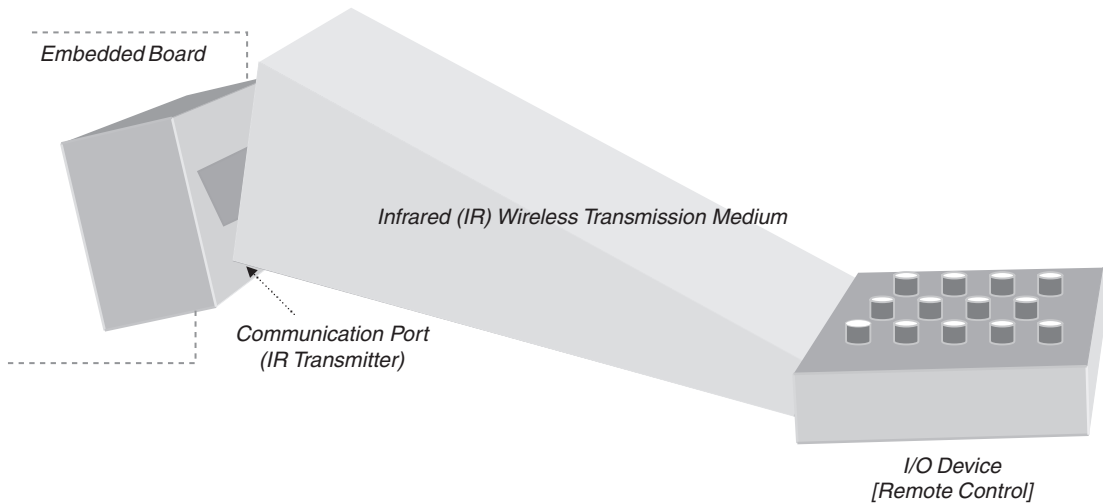 Embedded Board
Infrared (IR) Wireless Transmission Medium
Communication Port
(IR Transmitter)
I/O Device
[Remote Control]